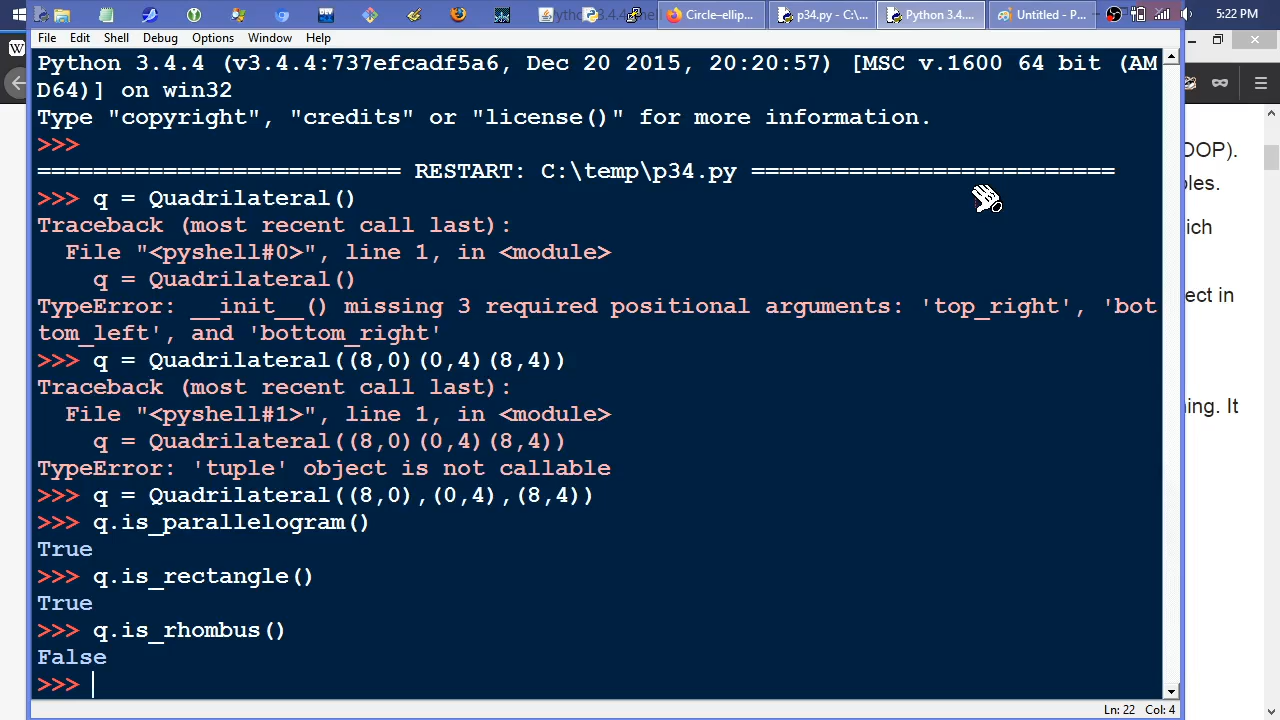 Circle–ellip...
p34.py - C:\...
Python 3.4....
Untitled - P...
5:22 PM
File Edit Shell Debug Options Window Help
Python 3.4.4 (v3.4.4:737efcadf5a6, Dec 20 2015, 20:20:57) [MSC v.1600 64 bit (AM
D64)] on win32
Type "copyright", "credits" or "license()" for more information.
>>>
=========================== RESTART: C:\temp\p34.py ===========================
>>> q = Quadrilateral()
Traceback (most recent call last):
  File "<pyshell#0>", line 1, in <module>
    q = Quadrilateral()
TypeError: __init__() missing 3 required positional arguments: 'top_right', 'bot
tom_left', and 'bottom_right'
>>> q = Quadrilateral((8,0)(0,4)(8,4))
Traceback (most recent call last):
  File "<pyshell#1>", line 1, in <module>
    q = Quadrilateral((8,0)(0,4)(8,4))
TypeError: 'tuple' object is not callable
>>> q = Quadrilateral((8,0),(0,4),(8,4))
>>> q.is_parallelogram()
True
>>> q.is_rectangle()
True
>>> q.is_rhombus()
False
>>>
Ln: 22 Col: 4
W
OOP).
ples.
ich
ect in
ning. It